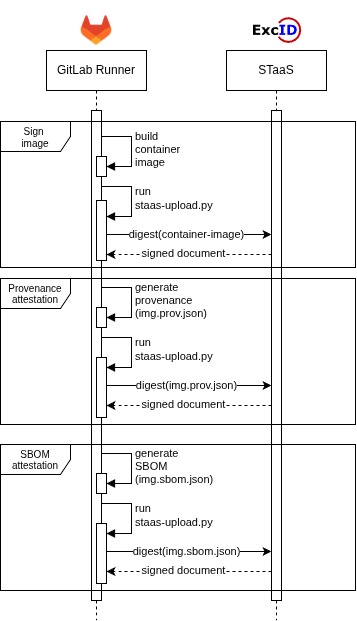 ExcID
GitLab Runner
STaaS
Sign
image
build
container
image
run
staas-upload.py
digest(container-image)
signed document
Provenance
attestation
generate
provenance
(img.prov.json)
run
staas-upload.py
digest(img.prov.json)
signed document
SBOM
attestation
generate
SBOM
(img.sbom.json)
run
staas-upload.py
digest(img.sbom.json)
signed document